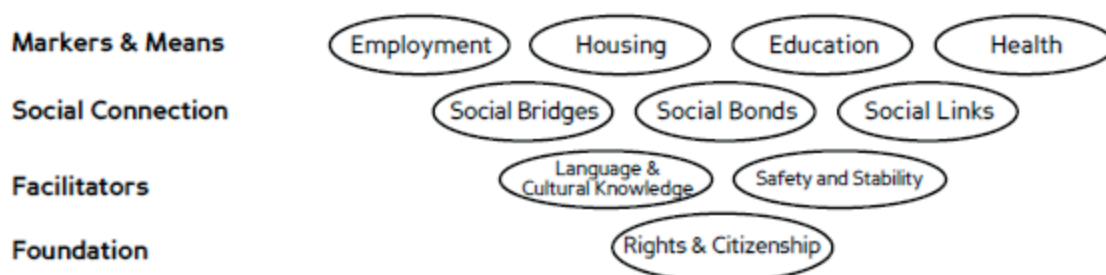 Markers & Means Employment Housing Education Health
Social Connection Social Bridges Social Bonds Social Links
Facilitators Language &
Cultural Knowledge Safety and Stability
Foundation Rights & Citizenship